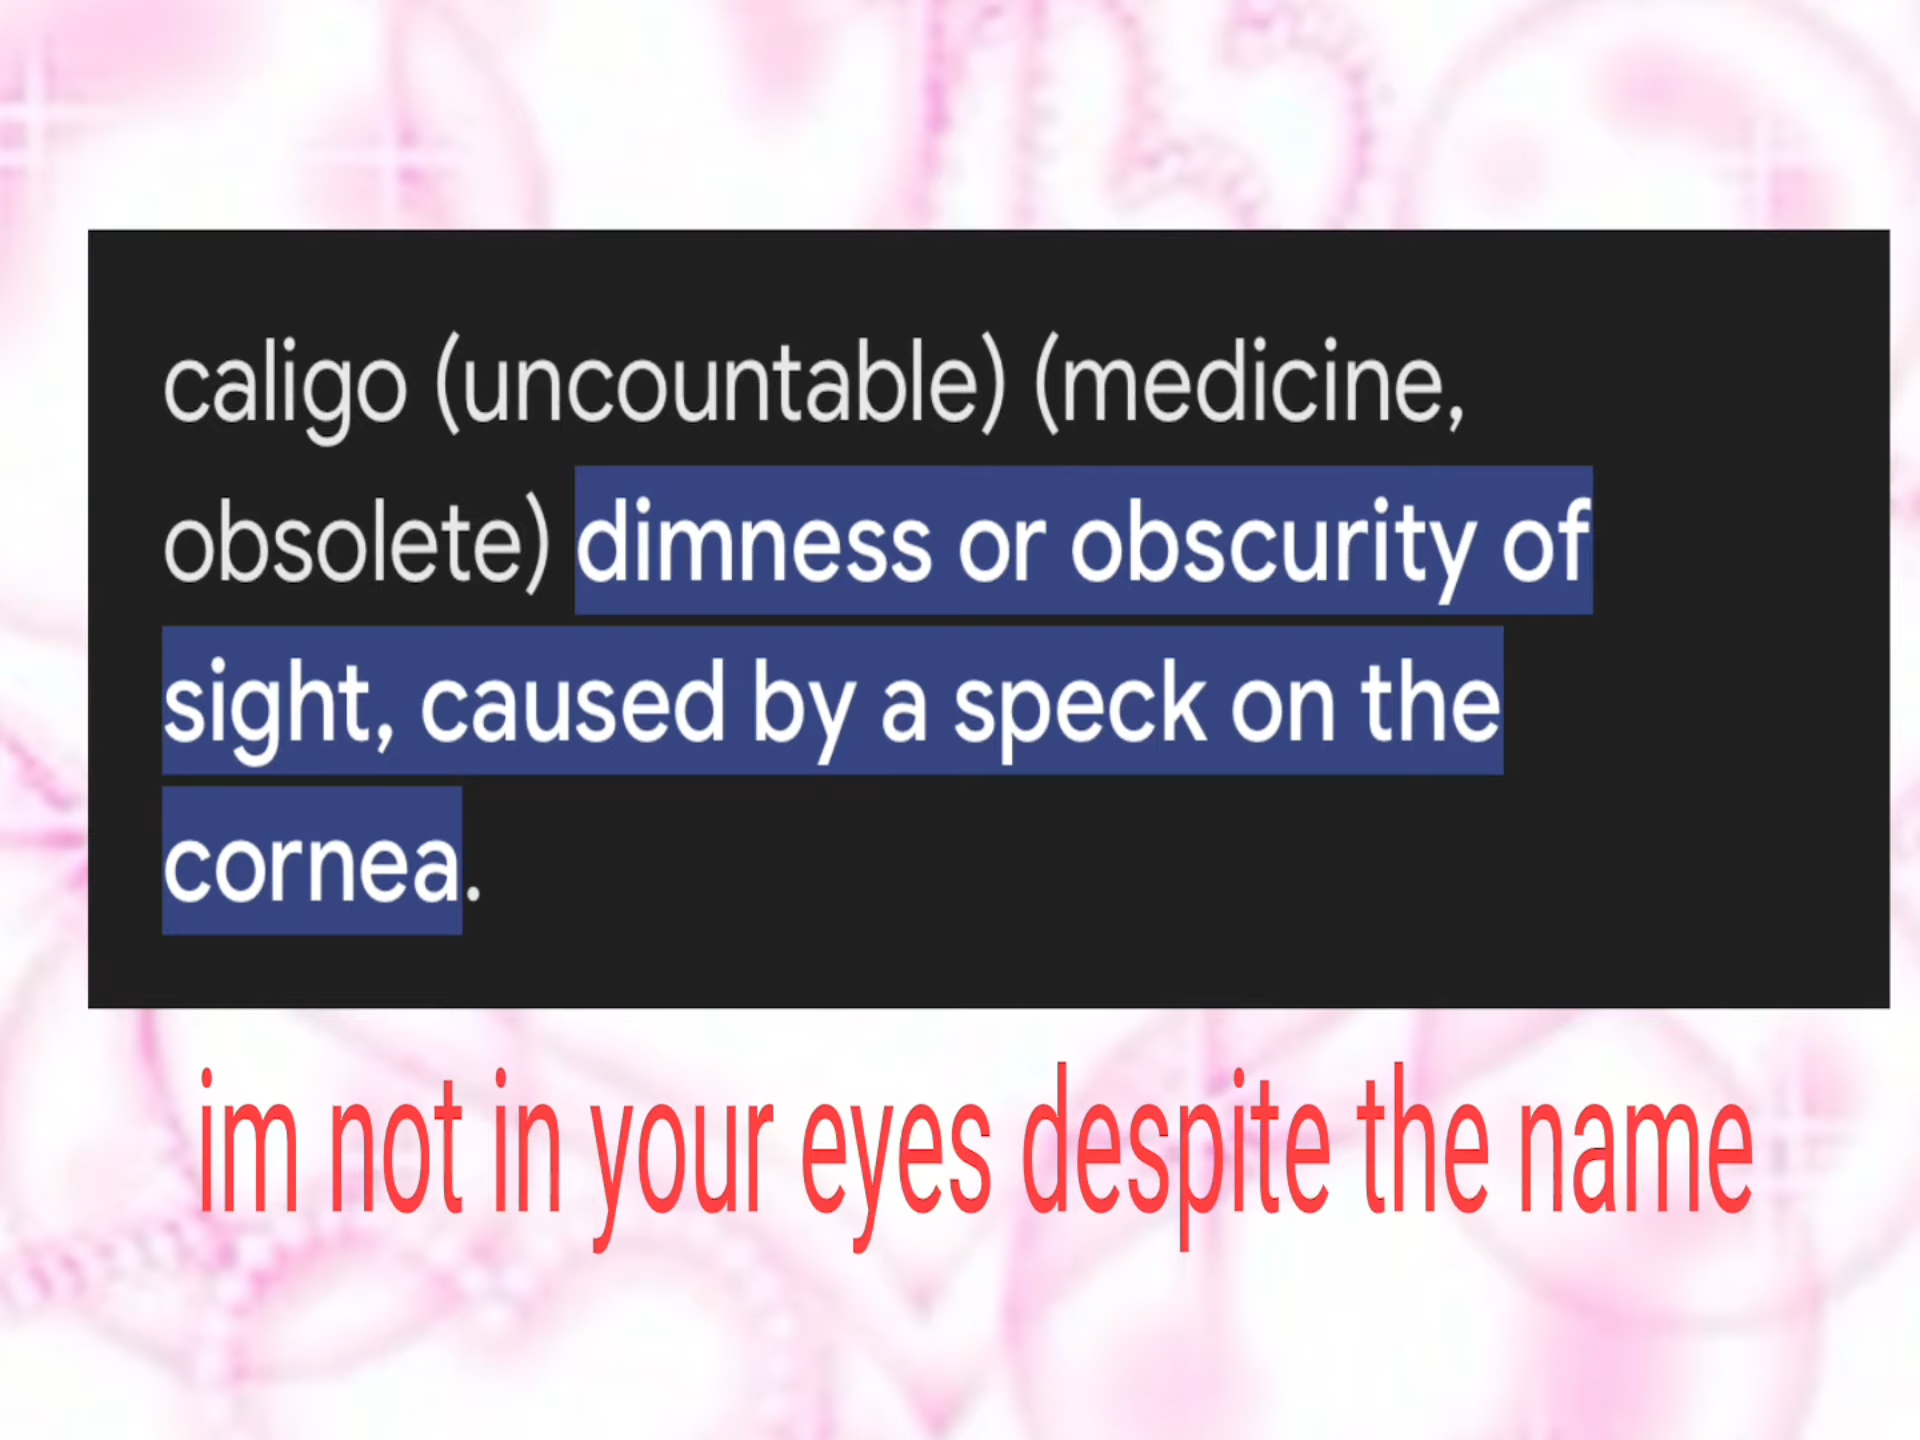 caligo (uncountable) (medicine,
obsolete) dimness or obscurity of
sight, caused by a speck on the
cornea.
im not in your eyes despite the name